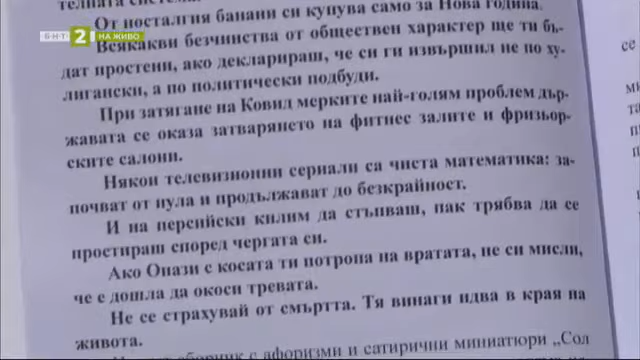 БНТ 2 НА ЖИВО
телната
От носталгия банани си купува само за Нова година.
Всякакви безчинства от обществен характер ще ти бъ-
дат простени, ако декларираш, че си ги извършил не по ху-
лигански, а по политически подбуди.
При затягане на Ковид мерките най-голям проблем дър-
жавата се оказа затварянето на фитнес залите и фризьор-
ските салони.
Някои телевизионни сериали са чиста математика: за-
почват от нула и продължават до безкрайност.
И на персийски килим да стъпваш, пак трябва да се
простираш според чергата си.
Ако Онази с косата ти потропа на вратата, не си мисли,
че е дошла да окоси тревата.
Не се страхувай от смъртта. Тя винаги идва в края на
живота.
сборник с афоризми и сатирични миниатюри „Сол
се